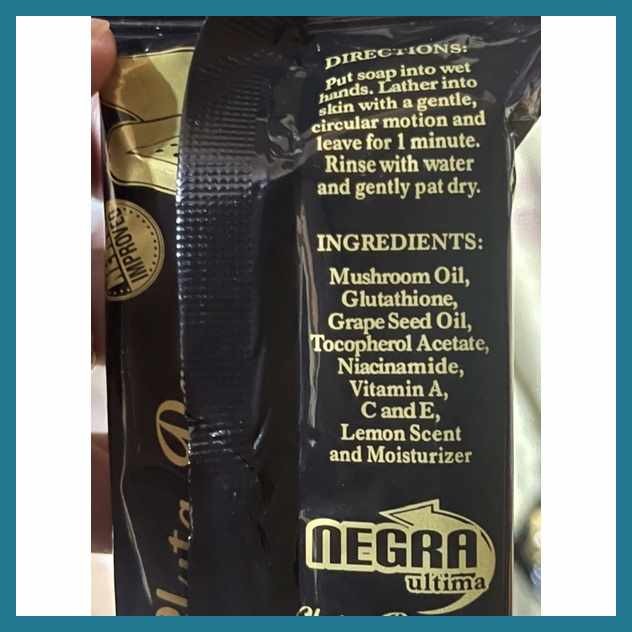 DIRECTIONS:
Put soap into wet
hands. Lather into
skin with a gentle,
circular motion and
leave for 1 minute.
Rinse with water
and gently pat dry.
INGREDIENTS:
Mushroom Oil,
Glutathione,
Grape Seed Oil,
Tocopherol Acetate,
Niacinamide,
Vitamin A,
C and E,
Lemon Scent
and Moisturizer
NEGRA
ultima
IMPROVED
Gluta